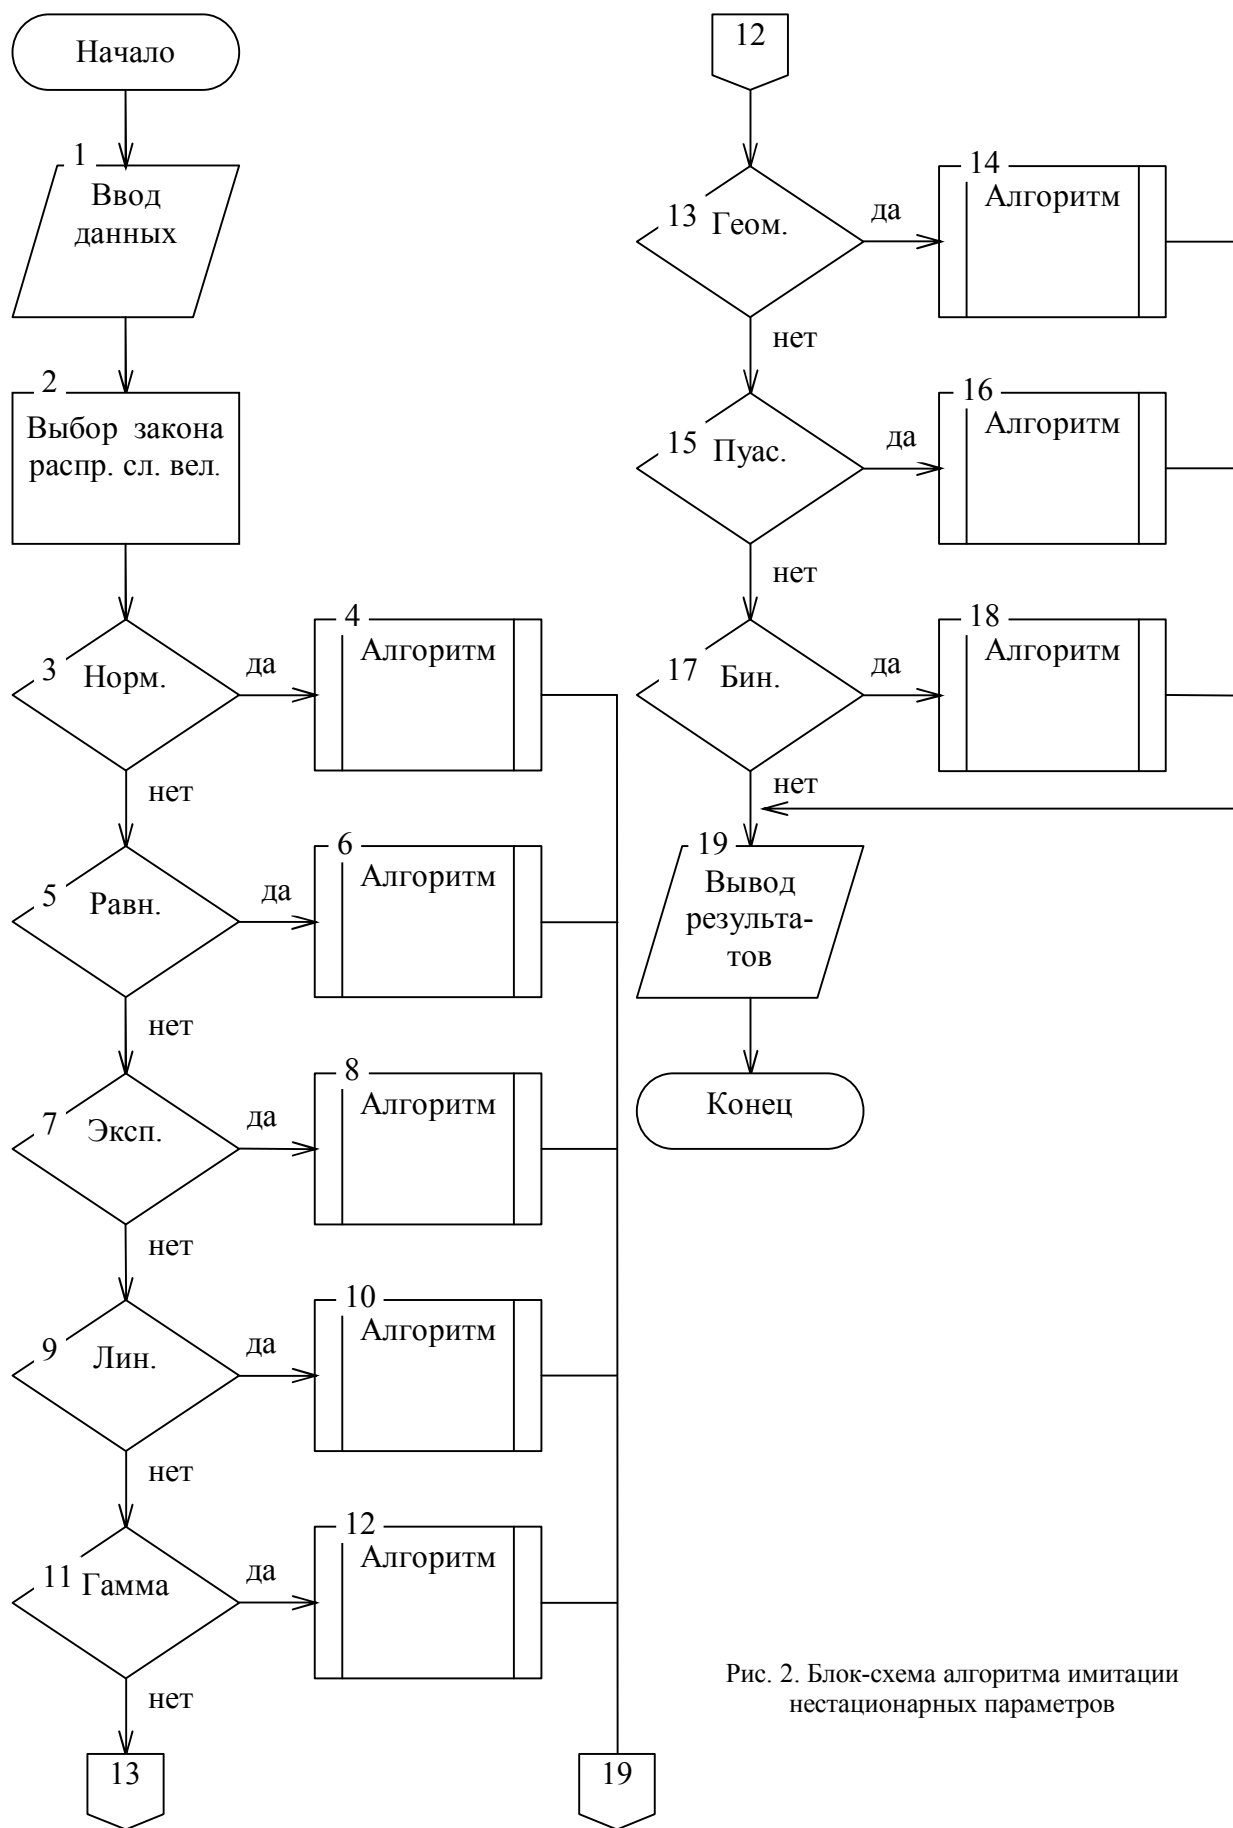 Начало
1
Ввод
данных
2
Выбор закона
распр. сл. вел.
3
Норм.
да
4
Алгоритм
нет
5
Равн.
да
6
Алгоритм
нет
7
Эксп.
да
8
Алгоритм
нет
9
Лин.
да
10
Алгоритм
нет
11
Гамма
да
12
Алгоритм
нет
13
19
12
13
Геом.
да
14
Алгоритм
нет
15
Пуас.
да
16
Алгоритм
нет
17
Бин.
да
18
Алгоритм
нет
19
Вывод
результа-
тов
Конец
Рис. 2. Блок-схема алгоритма имитации
нестационарных параметров